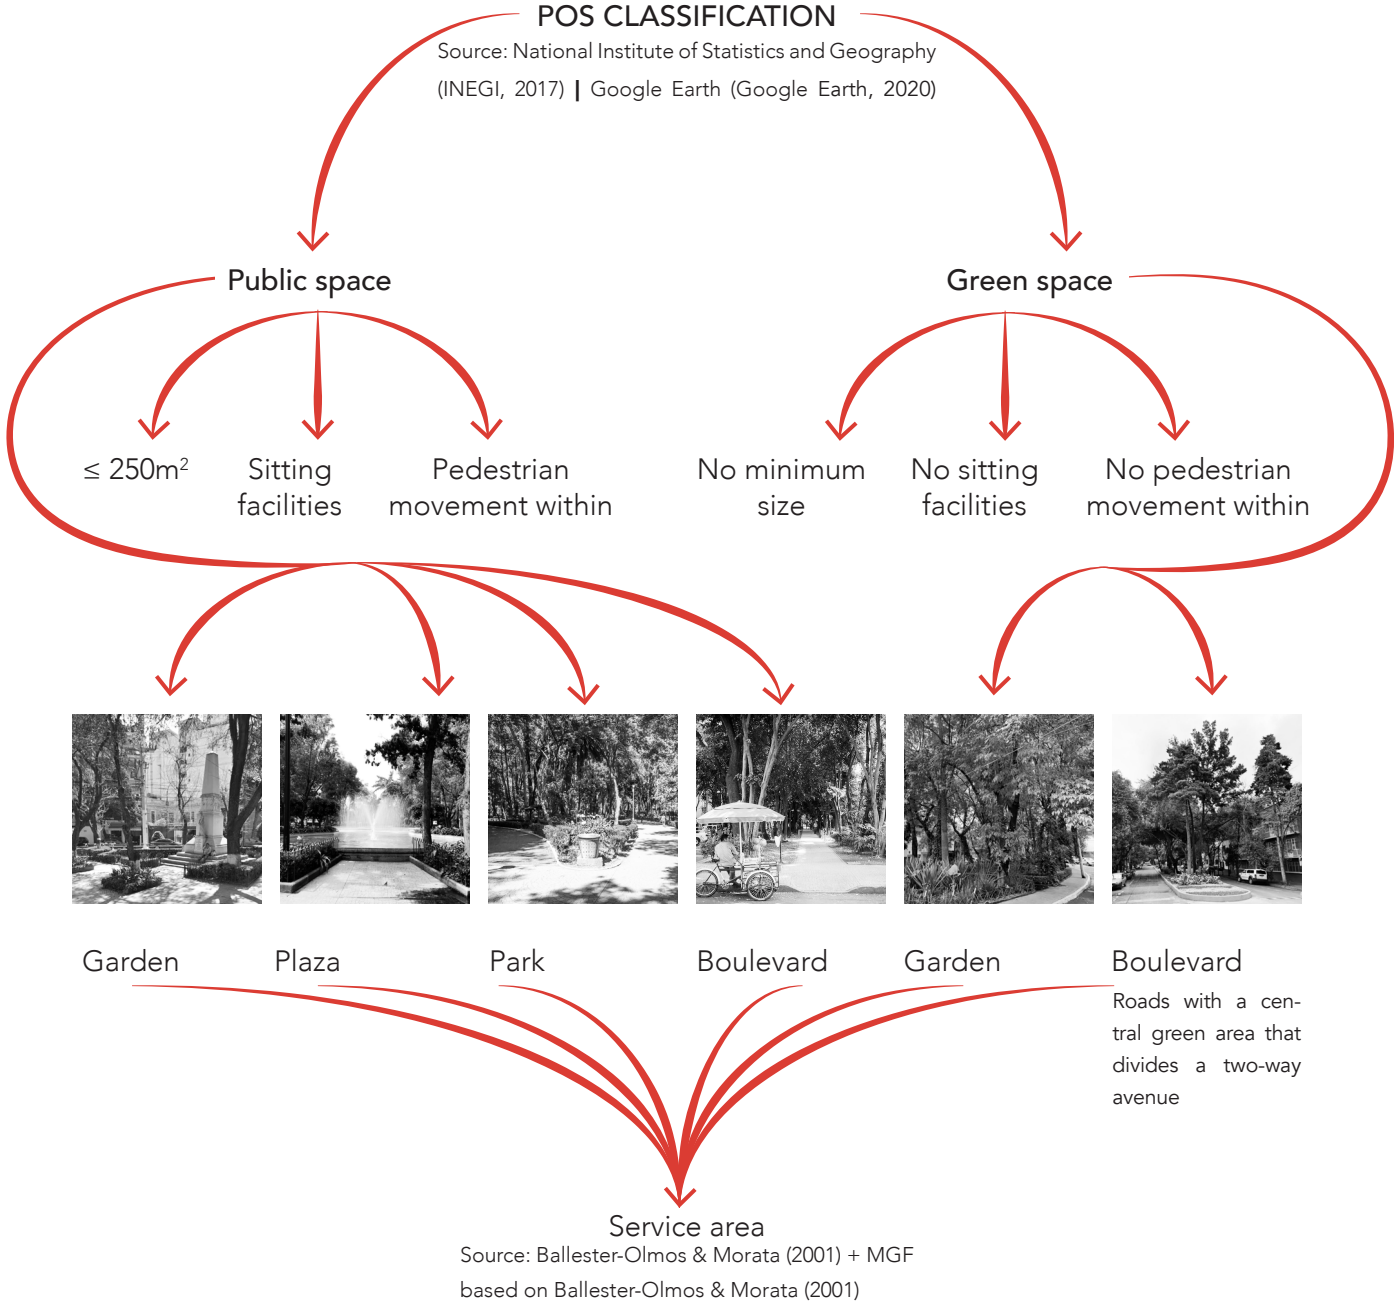 POS CLASSIFICATION
Source: National Institute of Statistics and Geography
(INEGI, 2017) | Google Earth (Google Earth, 2020)
Public space
Green space
≤ 250m²
Sitting
facilities
Pedestrian
movement within
No minimum
size
No sitting
facilities
No pedestrian
movement within
Garden
Plaza
Park
Boulevard
Garden
Boulevard
Roads with a cen-
tral green area that
divides a two-way
avenue
Service area
Source: Ballester-Olmos & Morata (2001) + MGF
based on Ballester-Olmos & Morata (2001)